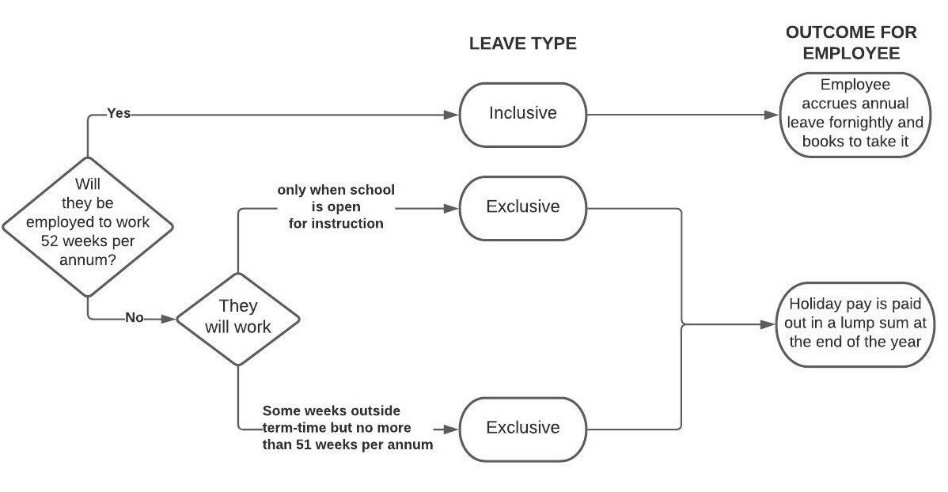 LEAVE TYPE
OUTCOME FOR
EMPLOYEE
Yes
Inclusive
Employee
accrues annual
leave fornightly and
books to take it
Will
they be
employed to work
52 weeks per
annum?
only when school
is open
for instruction
Exclusive
No
They
will work
Holiday pay is paid
out in a lump sum at
the end of the year
Some weeks outside
term-time but no more
than 51 weeks per annum
Exclusive